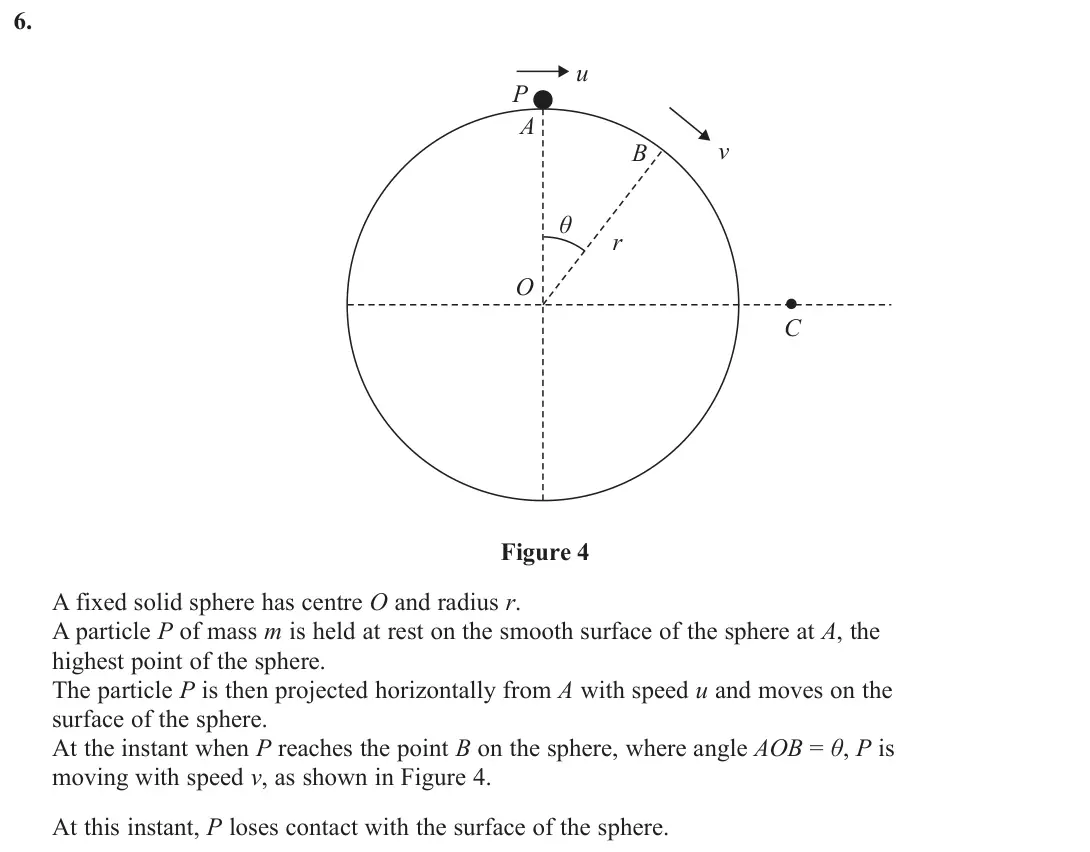 6.
u
P
A
B
v
θ
r
O
C
Figure 4
A fixed solid sphere has centre O and radius r.
A particle P of mass m is held at rest on the smooth surface of the sphere at A, the
highest point of the sphere.
The particle P is then projected horizontally from A with speed u and moves on the
surface of the sphere.
At the instant when P reaches the point B on the sphere, where angle AOB = θ, P is
moving with speed v, as shown in Figure 4.
At this instant, P loses contact with the surface of the sphere.